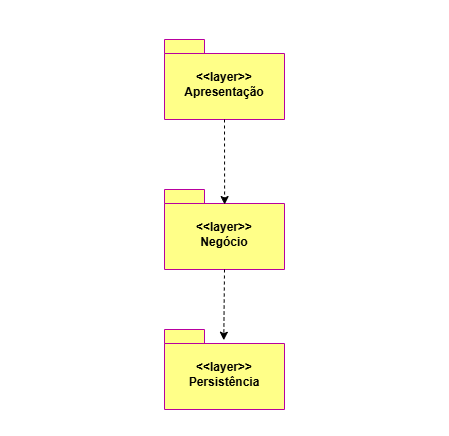 <<layer>>
Apresentação
<<layer>>
Negócio
<<layer>>
Persistência